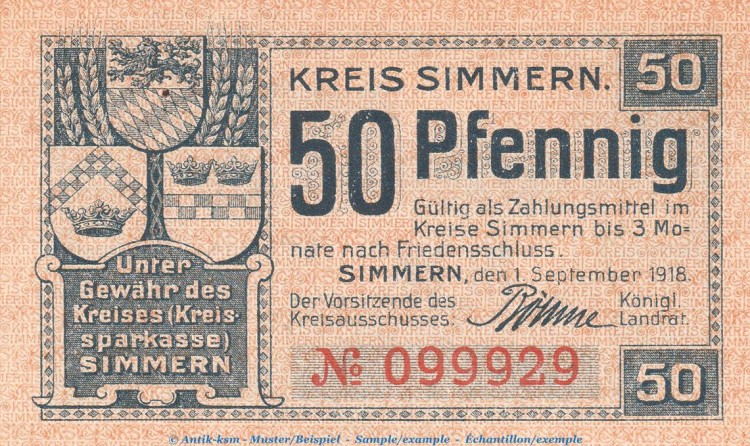 KREIS SIMMERN.
50
50 Pfennig
Gültig als Zahlungsmittel im
Kreise Simmern bis 3 Mo-
nate nach Friedensschluss.
SIMMERN, den 1. September 1918.
Der Vorsitzende des
Kreisausschusses:
Böhme
Königl.
Landrat.
Unter
Gewähr des
Kreises (Kreis-
sparkasse)
SIMMERN
№ 099929
50
© Antik-ksm - Muster/Beispiel - Sample/example - Échantillon/exemple